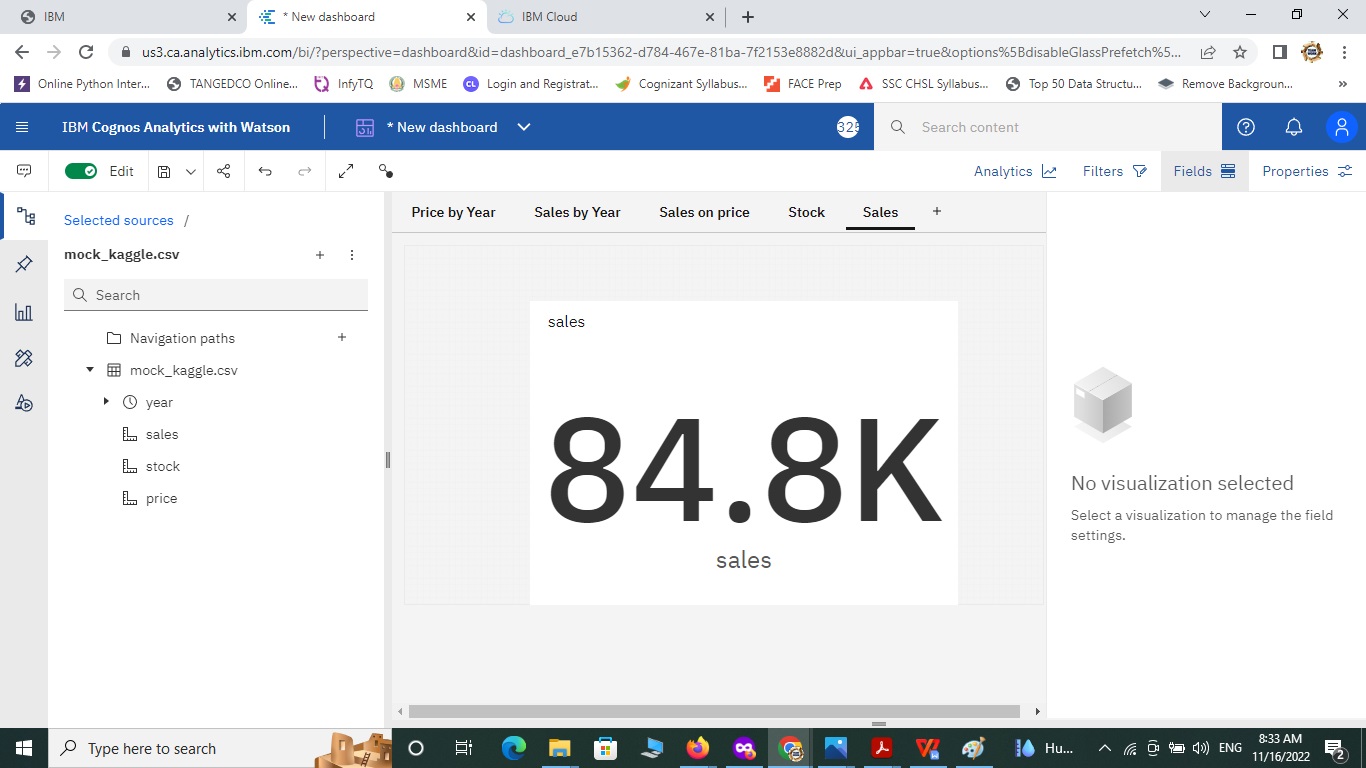 IBM
* New dashboard
IBM Cloud
us3.ca.analytics.ibm.com/bi/?perspective=dashboard&id=dashboard_e7b15362-d784-467e-81ba-7f2153e8882d&ui_appbar=true&options%5BdisableGlassPrefetch%5...
Online Python Inter...
TANGEDCO Online...
InfyTQ
MSME
CL Login and Registrat...
Cognizant Syllabus...
FACE Prep
SSC CHSL Syllabus...
Top 50 Data Structu...
Remove Backgroun...
»
IBM Cognos Analytics with Watson
* New dashboard
325
Search content
Edit
Analytics
Filters
Fields
Properties
Selected sources /
mock_kaggle.csv
Search
Navigation paths
mock_kaggle.csv
year
sales
stock
price
Price by Year
Sales by Year
Sales on price
Stock
Sales
+
sales
84.8K
sales
No visualization selected
Select a visualization to manage the field
settings.
Type here to search
Hu...
ENG
8:33 AM
11/16/2022
2